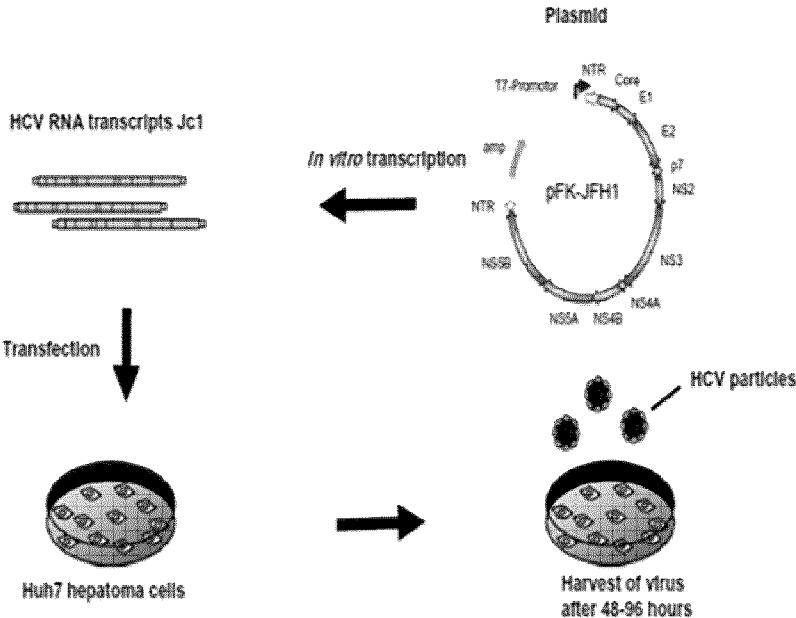 Plasmid
T7-Promotor
NTR
Core
E1
E2
p7
NS2
NS3
NS4A
NS4B
NS5A
NS5B
NTR
amp
pFK-JFH1
In vitro transcription
HCV RNA transcripts Jc1
Transfection
Huh7 hepatoma cells
HCV particles
Harvest of virus
after 48-96 hours